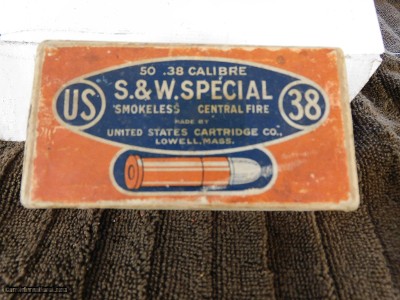 50 .38 CALIBRE
S.&W. SPECIAL
US
SMOKELESS CENTRAL FIRE
38
MADE BY
UNITED STATES CARTRIDGE CO.,
LOWELL, MASS.